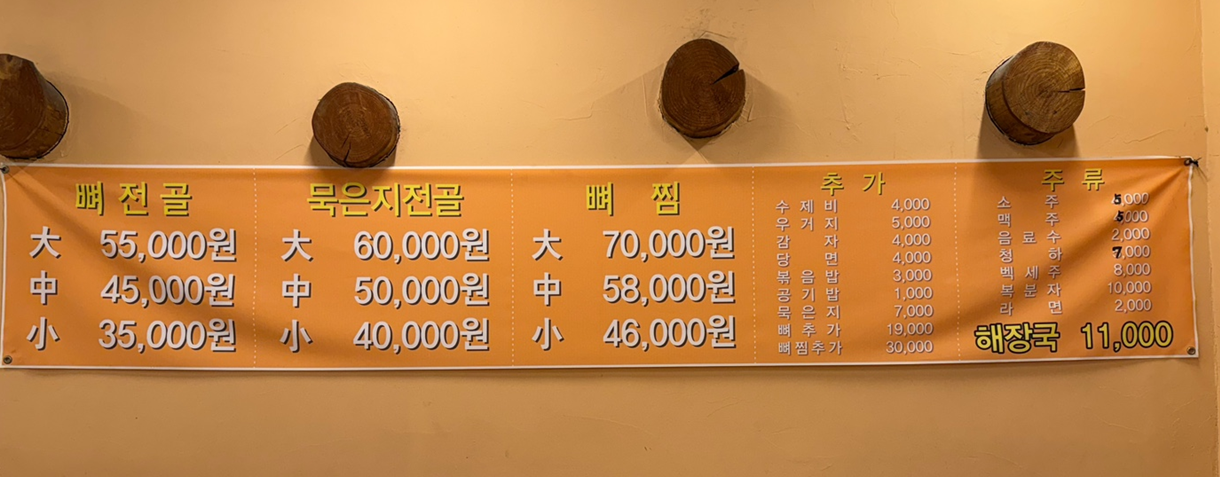 뼈전골
大 55,000원
中 45,000원
小 35,000원
묵은지전골
大 60,000원
中 50,000원
小 40,000원
뼈 찜
大 70,000원
中 58,000원
小 46,000원
추 가
수제비 4,000
우거지 5,000
감자 4,000
당면 4,000
볶음밥 3,000
공기밥 1,000
묵은지 7,000
뼈추가 19,000
뼈찜추가 30,000
주 류
소주 5,000
맥주 5,000
음료수 2,000
청하 7,000
벡세주 8,000
복분자 10,000
라면 2,000
해장국 11,000